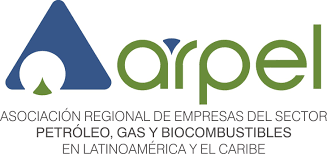 arpel
ASOCIACIÓN REGIONAL DE EMPRESAS DEL SECTOR
PETRÓLEO, GAS Y BIOCOMBUSTIBLES
EN LATINOAMÉRICA Y EL CARIBE